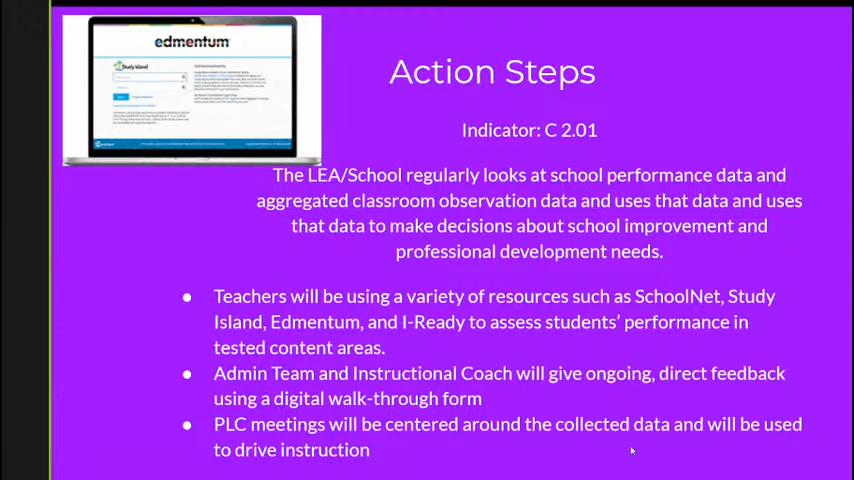 edmentum
Study Island
Action Steps
Indicator: C 2.01
The LEA/School regularly looks at school performance data and
aggregated classroom observation data and uses that data and uses
that data to make decisions about school improvement and
professional development needs.
● Teachers will be using a variety of resources such as SchoolNet, Study
Island, Edmentum, and I-Ready to assess students' performance in
tested content areas.
● Admin Team and Instructional Coach will give ongoing, direct feedback
using a digital walk-through form
● PLC meetings will be centered around the collected data and will be used
to drive instruction